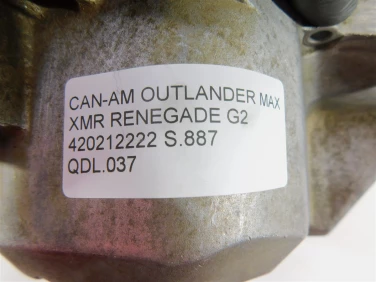 CAN-AM OUTLANDER MAX
XMR RENEGADE G2
420212222 S.887
QDL.037